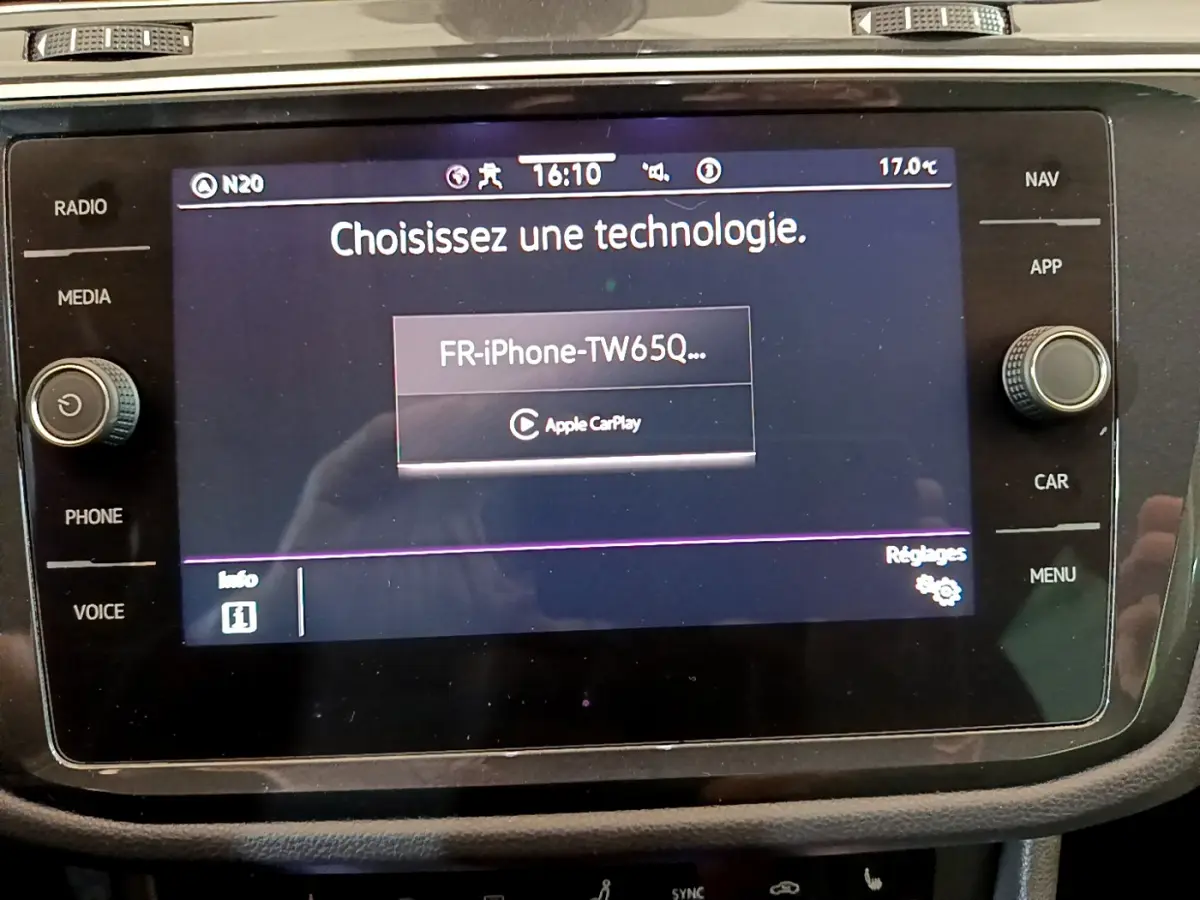 N20
16:10
3
17.0°C
Choisissez une technologie.
FR-iPhone-TW65Q...
Apple CarPlay
Info
i
Réglages
RADIO
MEDIA
PHONE
VOICE
NAV
APP
CAR
MENU
SYNC